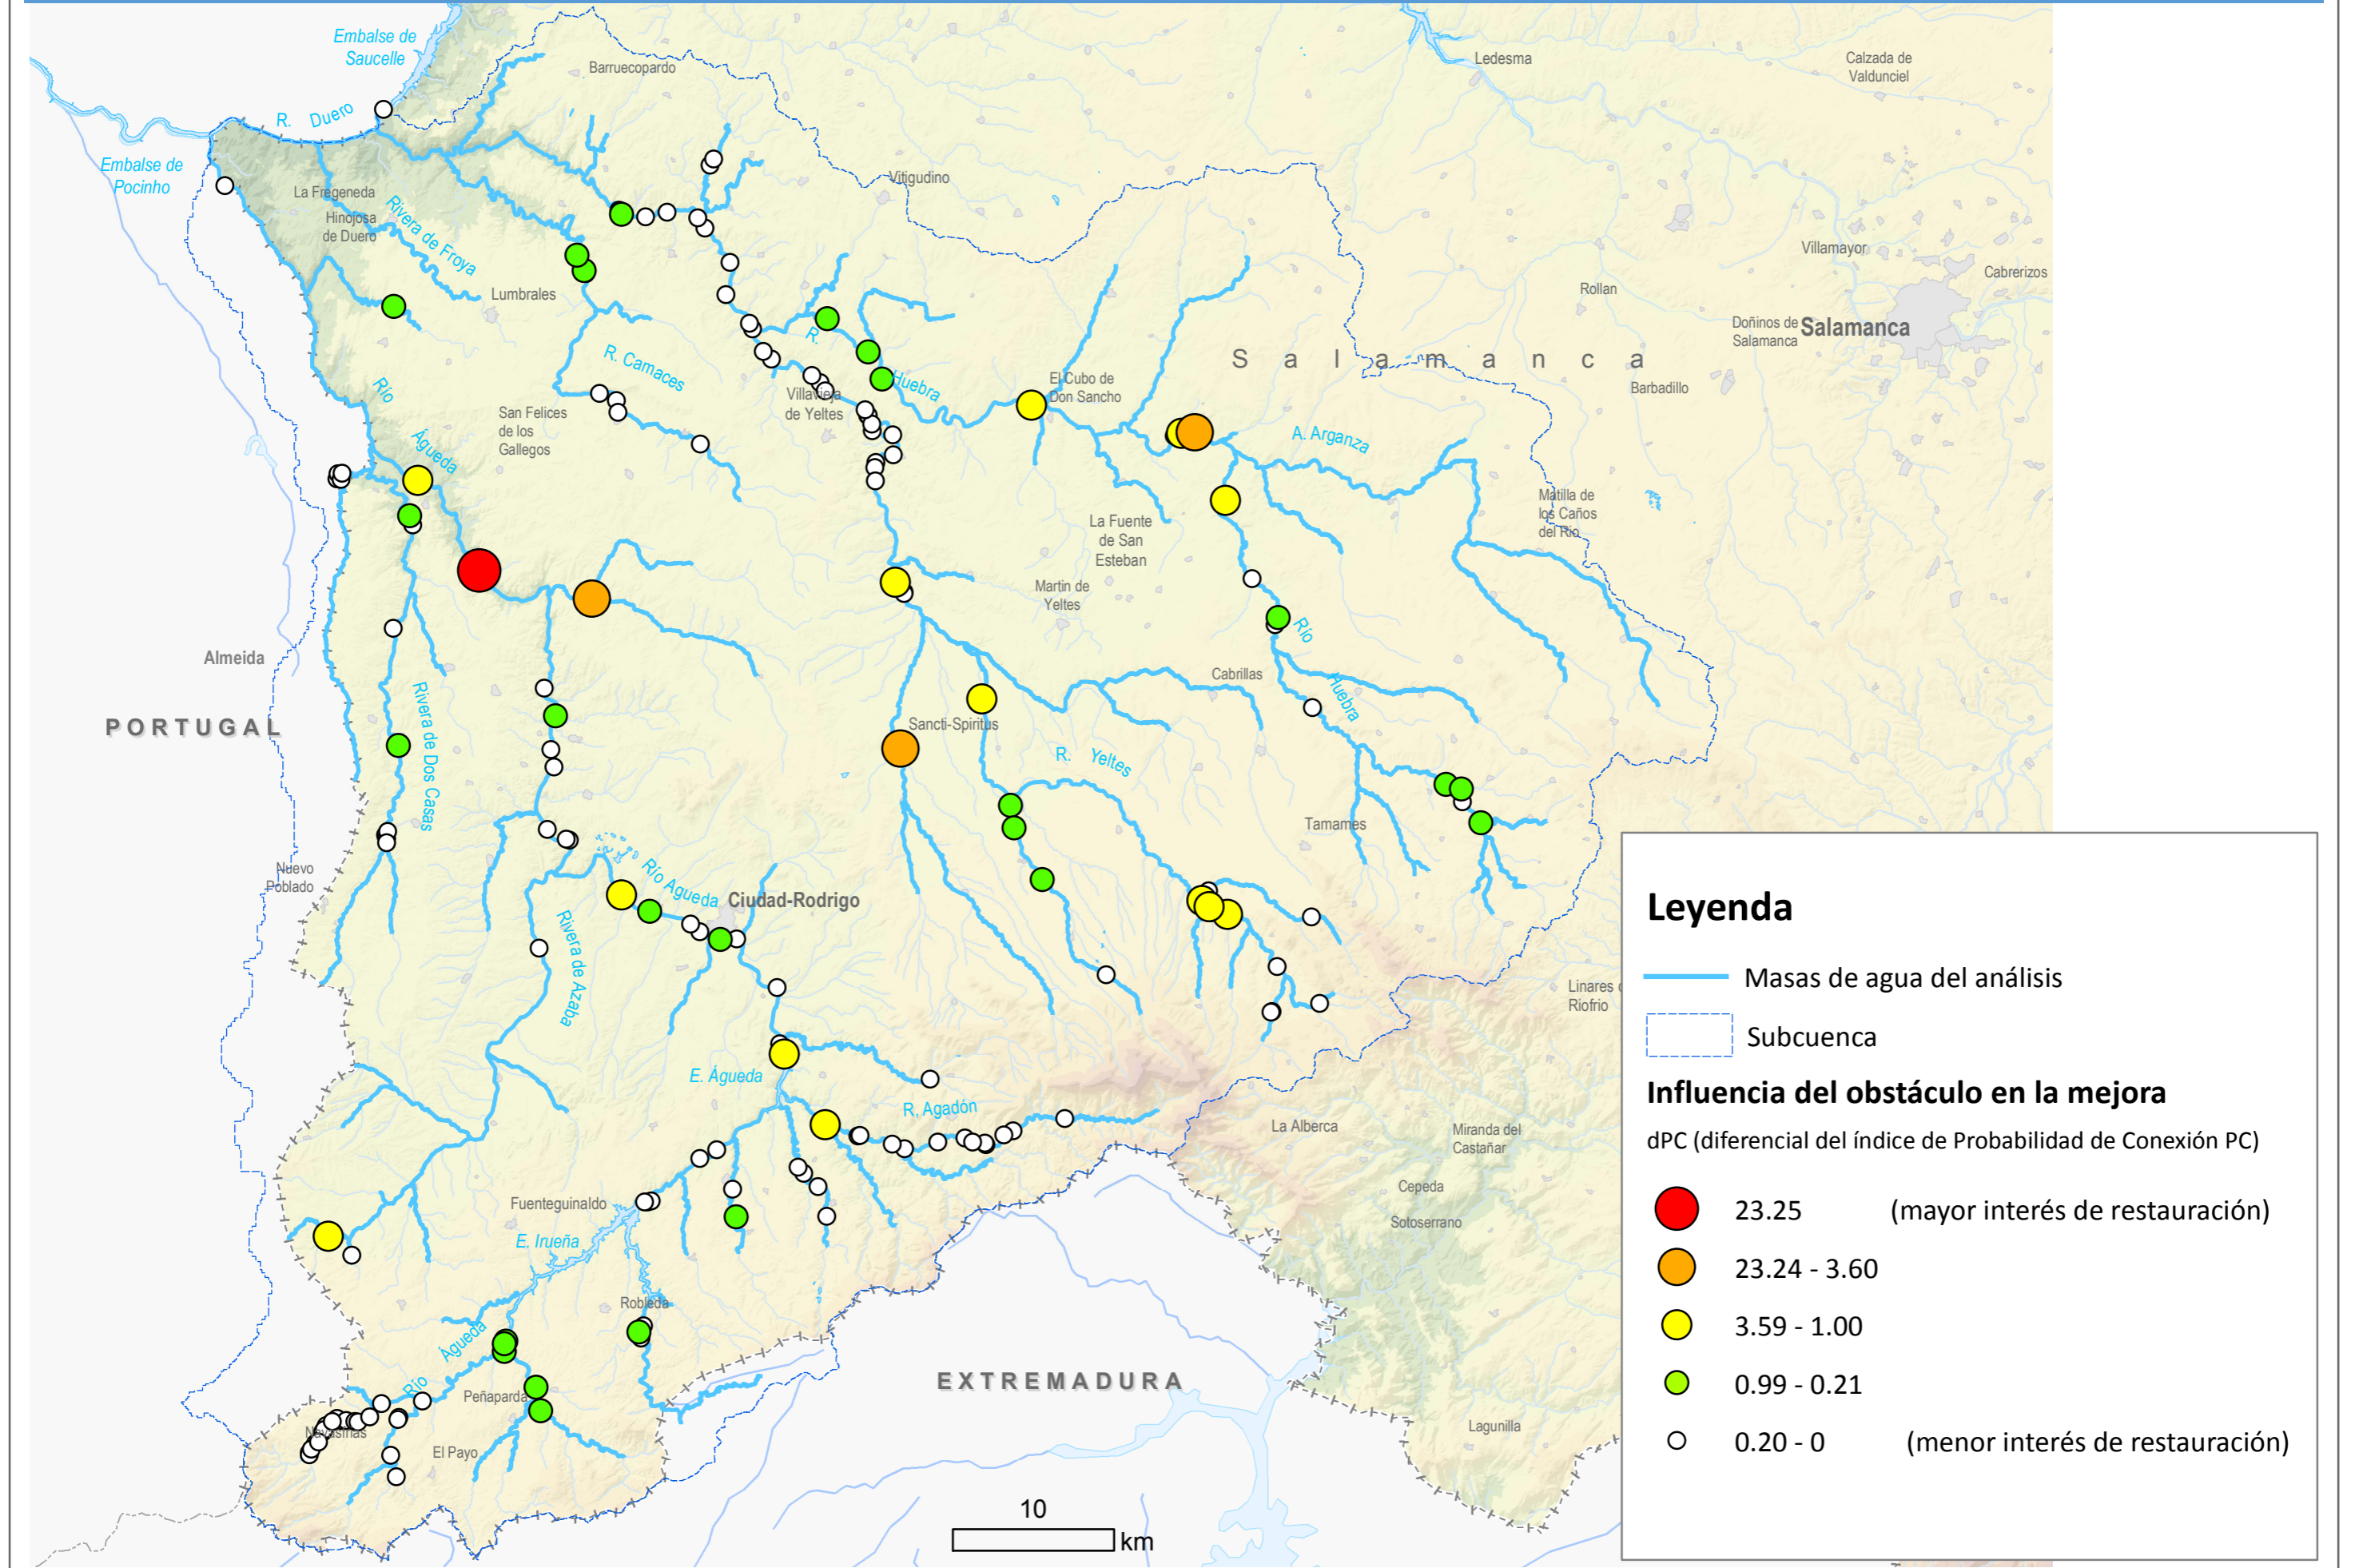 Embalse de
Saucelle
Barruecopardo
Ledesma
Calzada de
Valdunciel
R. Duero
Embalse de
Pocinho
La Fregeneda
Hinojosa
de Duero
Rivera de Froya
Vitigudino
Villamayor
Cabrerizos
Lumbrales
Rollan
Doñinos de
Salamanca
Salamanca
R. Huebra
Salamanca
R. Camaces
El Cubo de
Don Sancho
Barbadillo
Villavieja
de Yeltes
San Felices
de los
Gallegos
Río Águeda
A. Arganza
Matilla de
los Caños
del Rio
La Fuente
de San
Esteban
Martin de
Yeltes
Río Huebra
Almeida
Cabrillas
PORTUGAL
Rivera de Dos Casas
Sancti-Spiritus
R. Yeltes
Tamames
Nuevo
Poblado
Río Agueda
Ciudad-Rodrigo
Rivera de Azaba
Linares
Riofrio
E. Águeda
R, Agadón
La Alberca
Miranda del
Castañar
Cepeda
Sotoserrano
Fuenteguinaldo
E. Irueña
Robleda
Río Águeda
Peñaparda
EXTREMADURA
Navasfrias
El Payo
Lagunilla
10
km
Leyenda
Masas de agua del análisis
Subcuenca
Influencia del obstáculo en la mejora
dPC (diferencial del índice de Probabilidad de Conexión PC)
23.25 (mayor interés de restauración)
23.24 - 3.60
3.59 - 1.00
0.99 - 0.21
0.20 - 0 (menor interés de restauración)